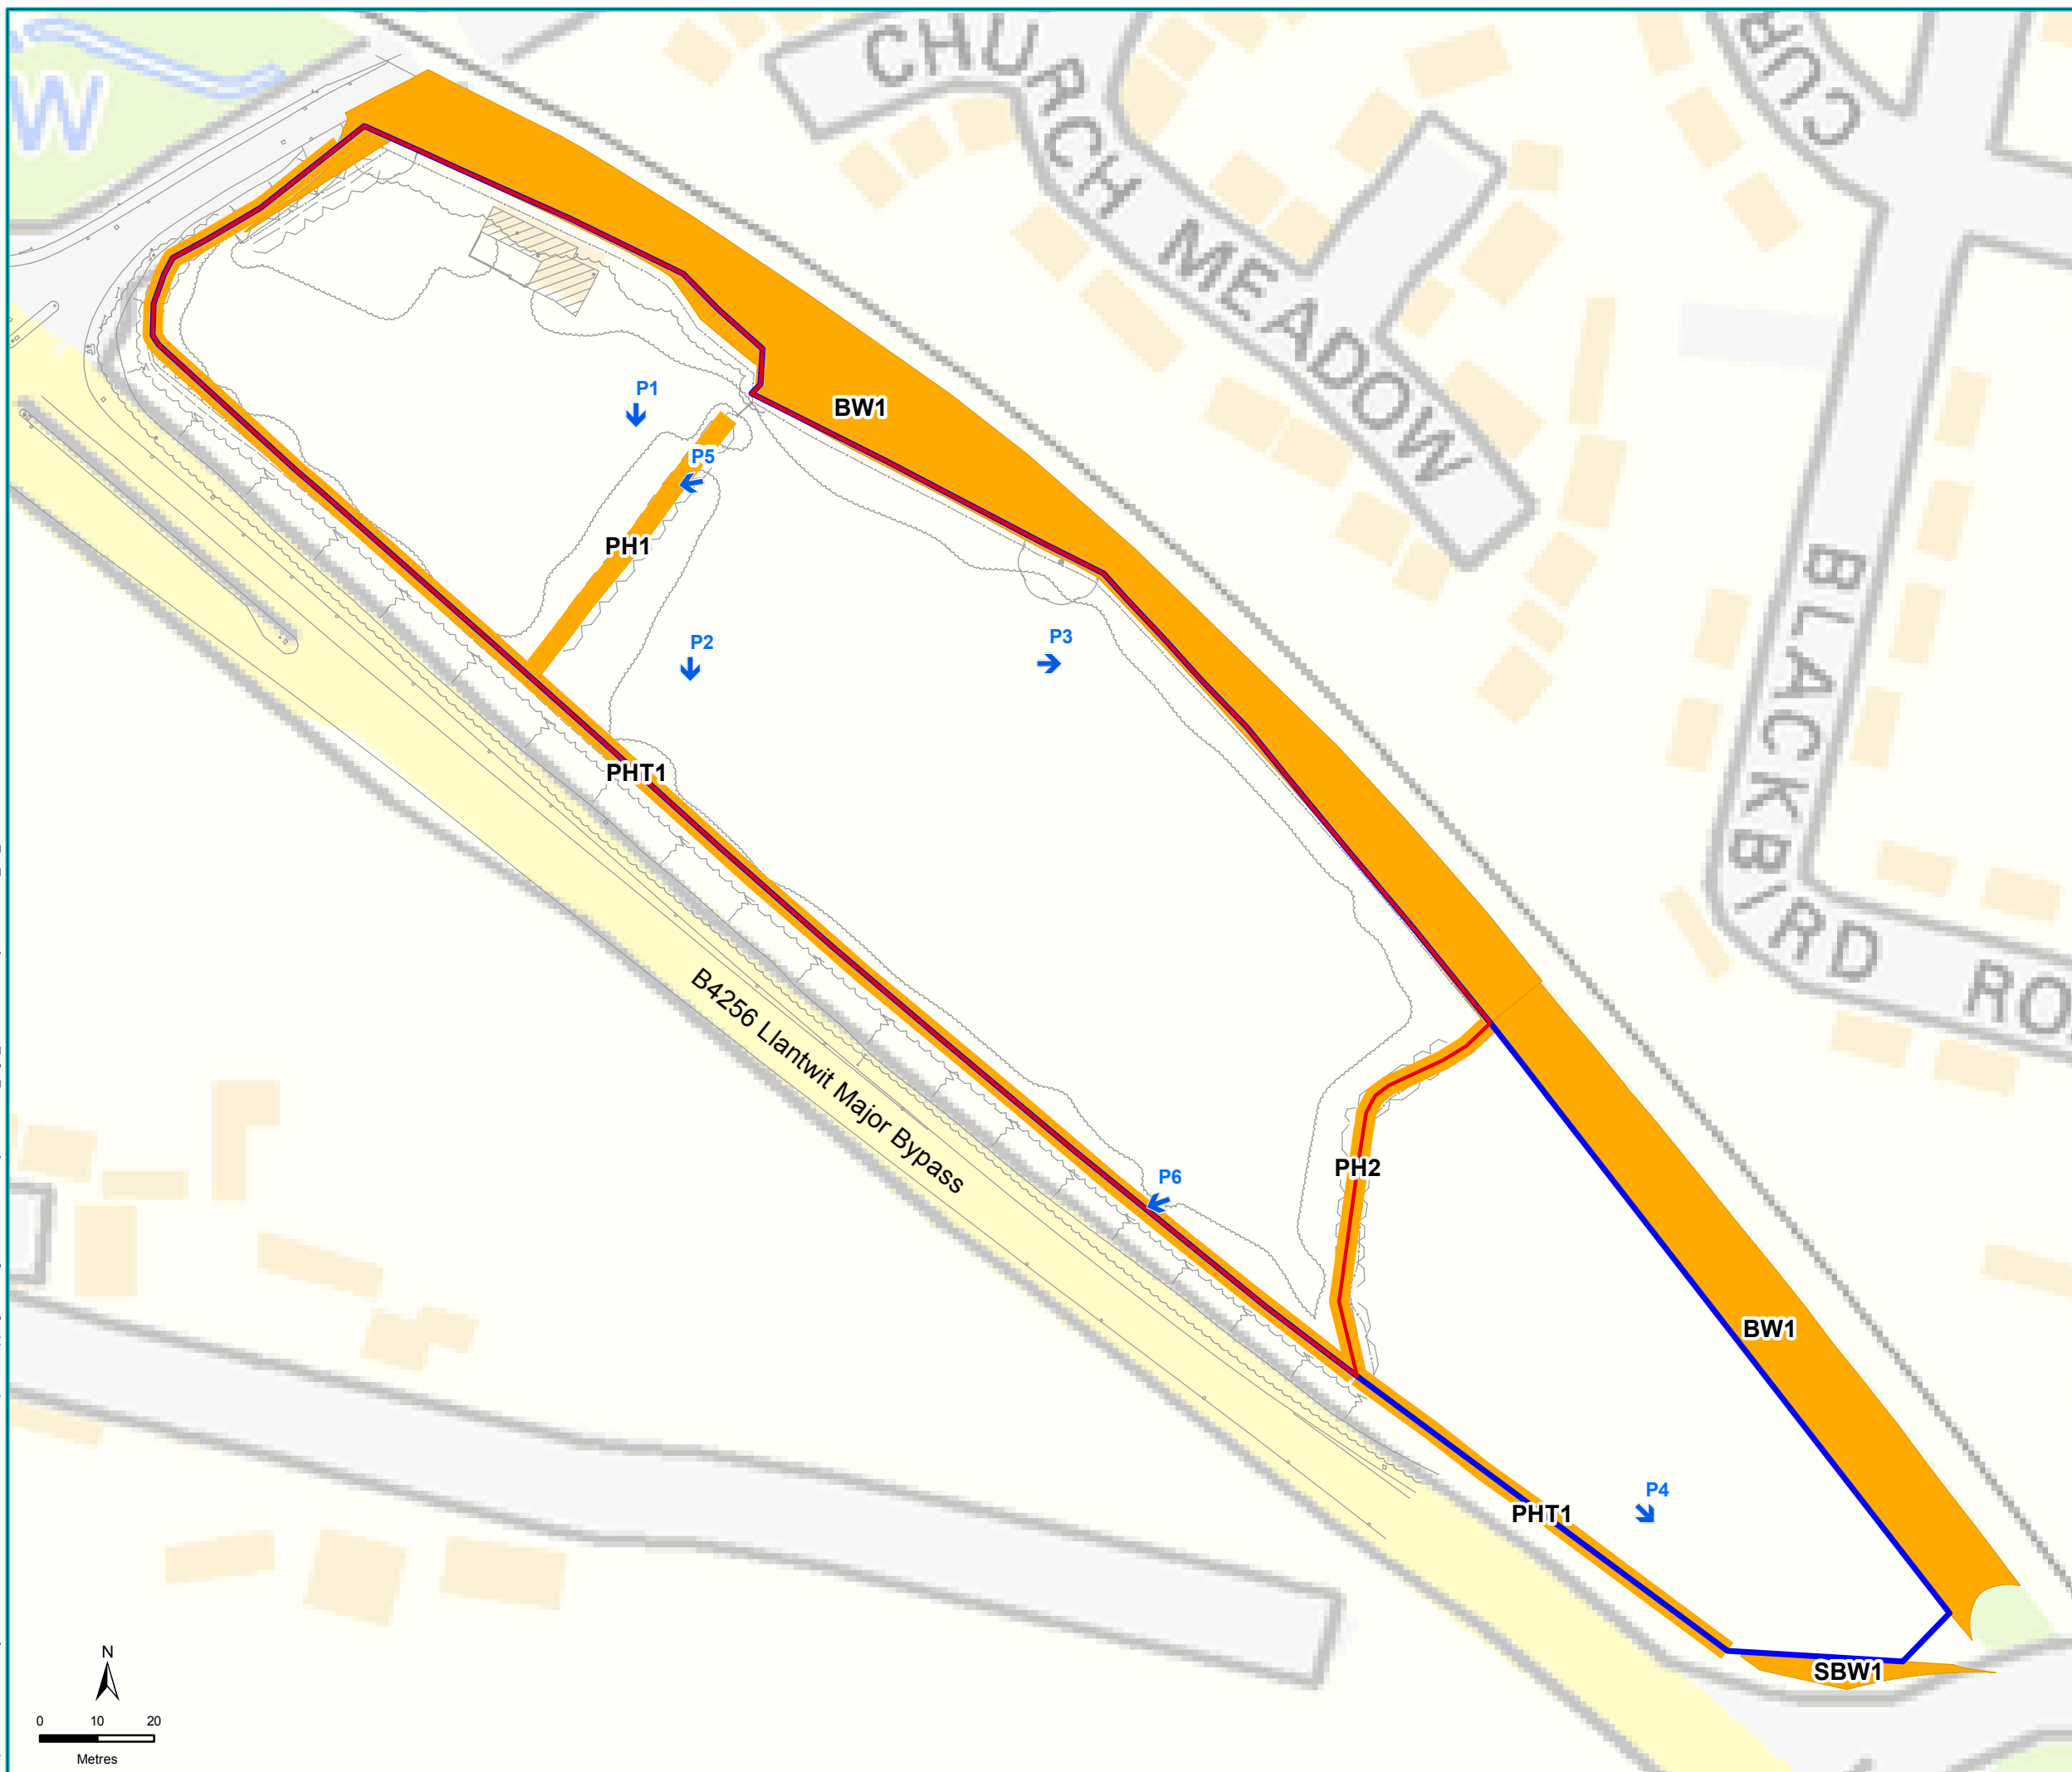 W
CHURCH MEADOW
CUR
P1
BW1
P5
PH1
P2
P3
BLACKBIRD RO
PHT1
B4256 Llantwit Major Bypass
PH2
P6
BW1
P4
PHT1
SBW1
N
0 10 20
Metres